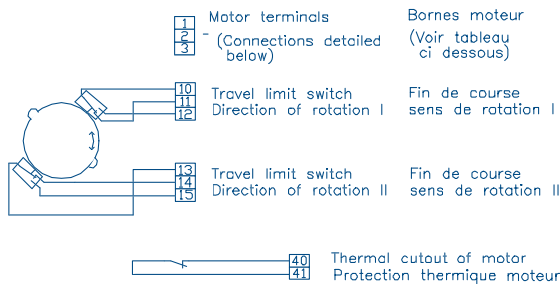 1 Motor terminals Bornes moteur
2 - (Connections detailed (Voir tableau
3 below) ci dessous)
10
11 Travel limit switch Fin de course
12 Direction of rotation I sens de rotation I
13 Travel limit switch Fin de course
14 Direction of rotation II sens de rotation II
15
40 Thermal cutout of motor
41 Protection thermique moteur